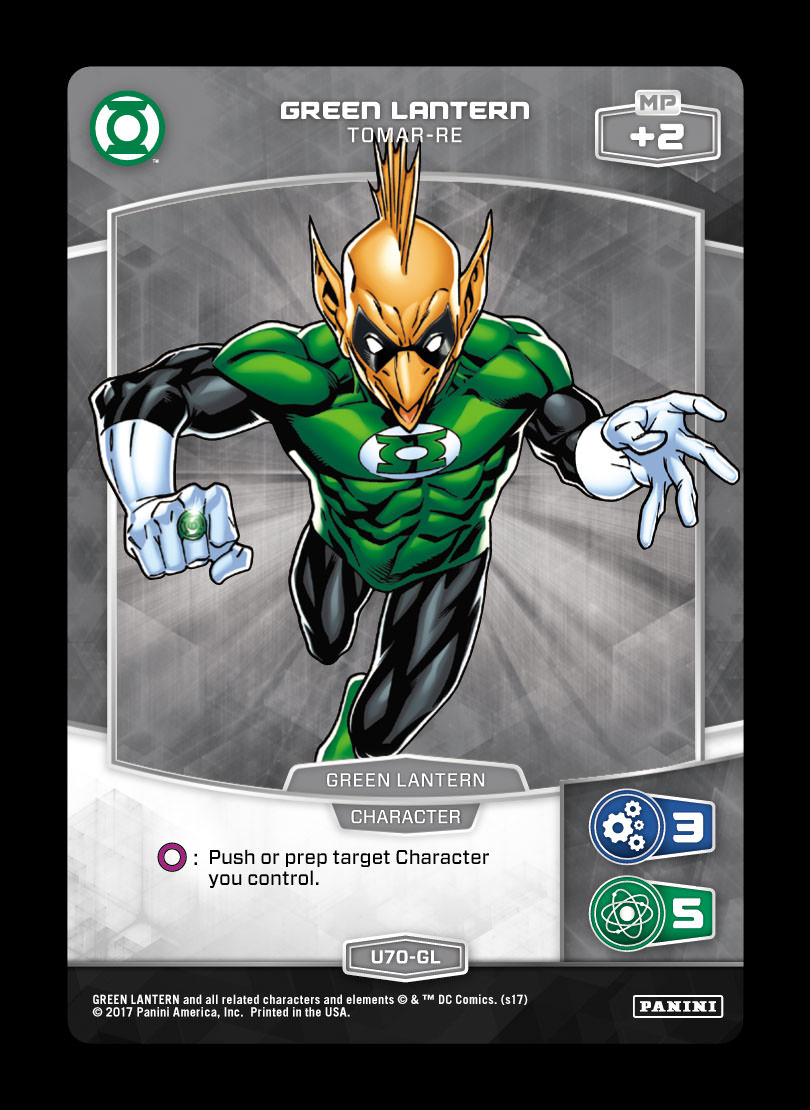 GREEN LANTERN
TOMAR-RE
MP
+2
™
GREEN LANTERN
CHARACTER
: Push or prep target Character
you control.
3
5
U70-GL
GREEN LANTERN and all related characters and elements © & ™ DC Comics. (s17)
© 2017 Panini America, Inc. Printed in the USA.
PANINI